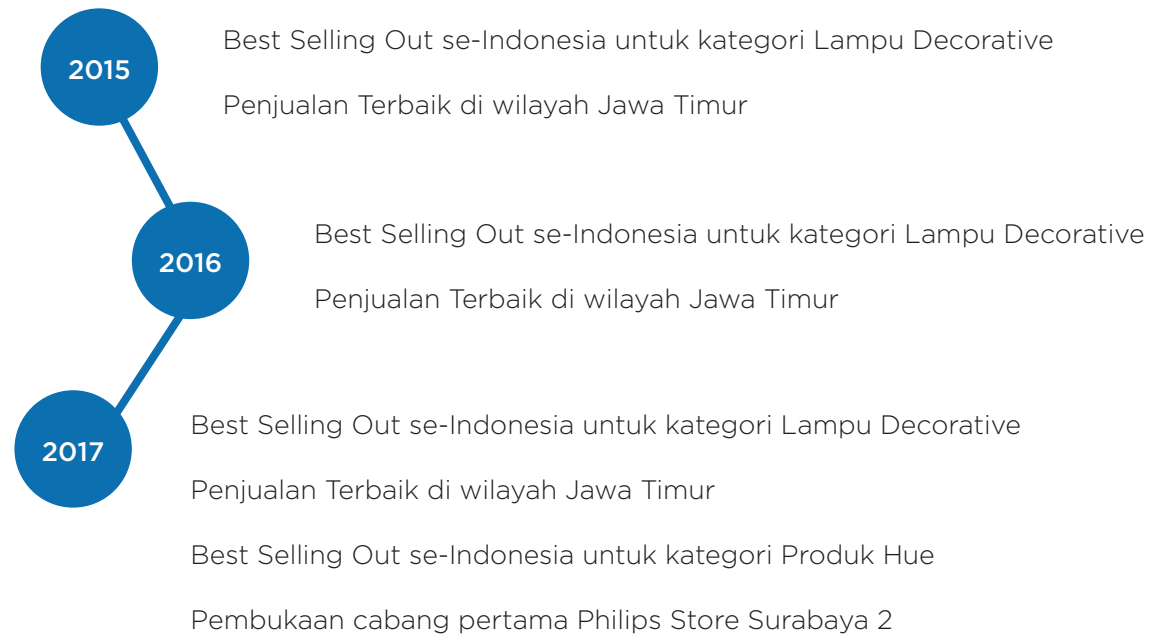 2015
Best Selling Out se-Indonesia untuk kategori Lampu Decorative
Penjualan Terbaik di wilayah Jawa Timur
2016
Best Selling Out se-Indonesia untuk kategori Lampu Decorative
Penjualan Terbaik di wilayah Jawa Timur
2017
Best Selling Out se-Indonesia untuk kategori Lampu Decorative
Penjualan Terbaik di wilayah Jawa Timur
Best Selling Out se-Indonesia untuk kategori Produk Hue
Pembukaan cabang pertama Philips Store Surabaya 2